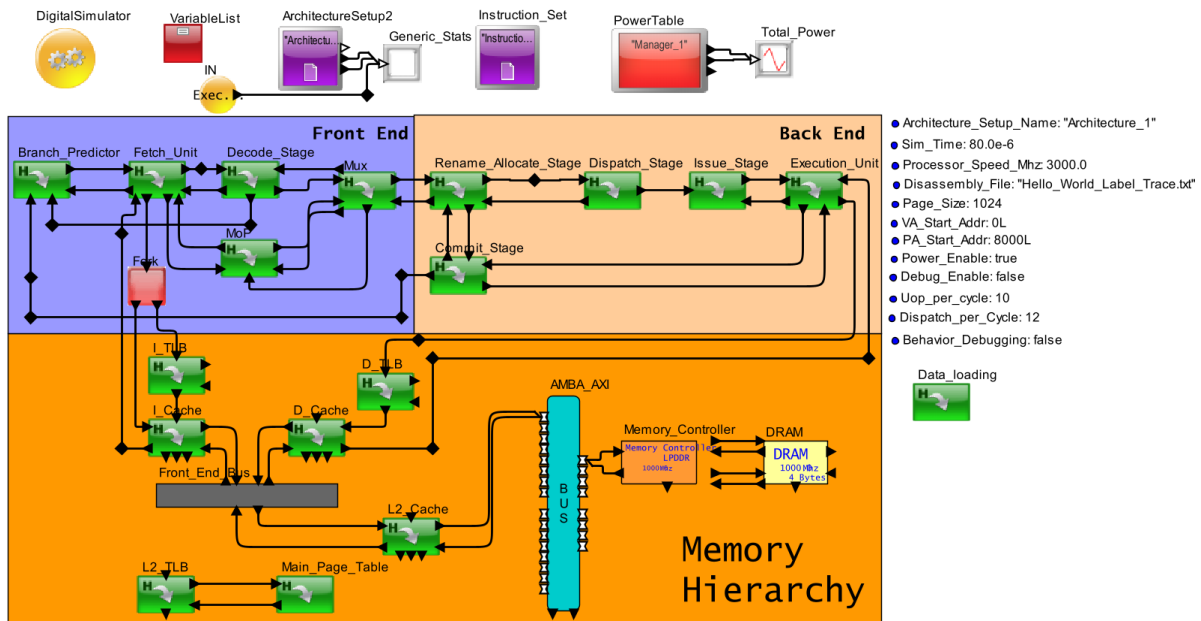 DigitalSimulator
VariableList
ArchitectureSetup2
Instruction_Set
PowerTable
"Architectu...
Generic_Stats
"Instructio...
"Manager_1"
Total_Power
IN
Exec...
Front End
Back End
Branch_Predictor
Fetch_Unit
Decode_Stage
Mux
Rename_Allocate_Stage
Dispatch_Stage
Issue_Stage
Execution_Unit
MoP
Commit_Stage
Fork
Architecture_Setup_Name: "Architecture_1"
Sim_Time: 80.0e-6
Processor_Speed_Mhz: 3000.0
Disassembly_File: "Hello_World_Label_Trace.txt"
Page_Size: 1024
VA_Start_Addr: 0L
PA_Start_Addr: 8000L
Power_Enable: true
Debug_Enable: false
Uop_per_cycle: 10
Dispatch_per_Cycle: 12
Behavior_Debugging: false
Data_loading
I_TLB
D_TLB
AMBA_AXI
I_Cache
D_Cache
Memory_Controller
DRAM
Memory Controller
LPDDR
1000Mhz
DRAM
1000 Mhz
4 Bytes
Front_End_Bus
BUS
L2_Cache
L2_TLB
Main_Page_Table
Memory
Hierarchy